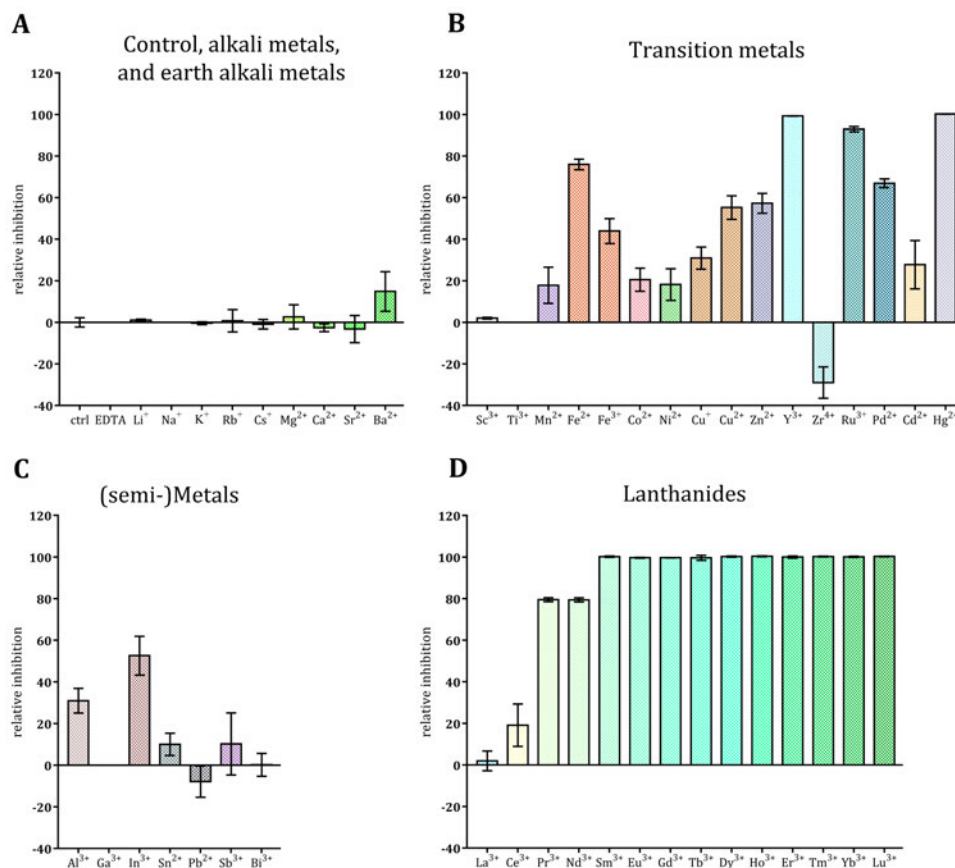 A
Control, alkali metals,
and earth alkali metals
relative inhibition
120
100
80
60
40
20
0
-20
-40
ctrl EDTA Li⁺ Na⁺ K⁺ Rb⁺ Cs⁺ Mg²⁺ Ca²⁺ Sr²⁺ Ba²⁺
B
Transition metals
relative inhibition
120
100
80
60
40
20
0
-20
-40
Sc³⁺ Ti³⁺ Mn²⁺ Fe²⁺ Fe³⁺ Co²⁺ Ni²⁺ Cu⁺ Cu²⁺ Zn²⁺ Y³⁺ Zr⁴⁺ Ru³⁺ Pd²⁺ Cd²⁺ Hg²⁺
C
(semi-)Metals
relative inhibition
120
100
80
60
40
20
0
-20
-40
Al³⁺ Ga³⁺ In³⁺ Sn²⁺ Pb²⁺ Sb³⁺ Bi³⁺
D
Lanthanides
relative inhibition
120
100
80
60
40
20
0
-20
-40
La³⁺ Ce³⁺ Pr³⁺ Nd³⁺ Sm³⁺ Eu³⁺ Gd³⁺ Tb³⁺ Dy³⁺ Ho³⁺ Er³⁺ Tm³⁺ Yb³⁺ Lu³⁺